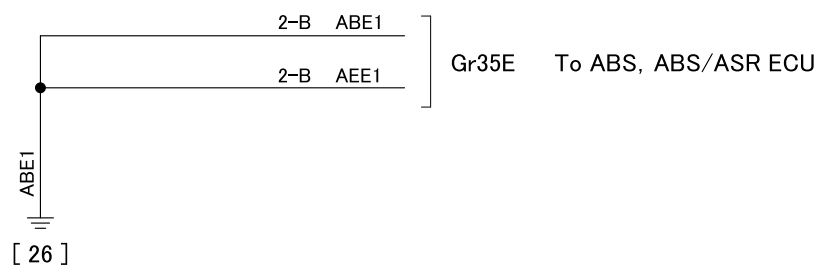 2-B ABE1
Gr35E To ABS, ABS/ASR ECU
2-B AEE1
ABE1
[ 26 ]